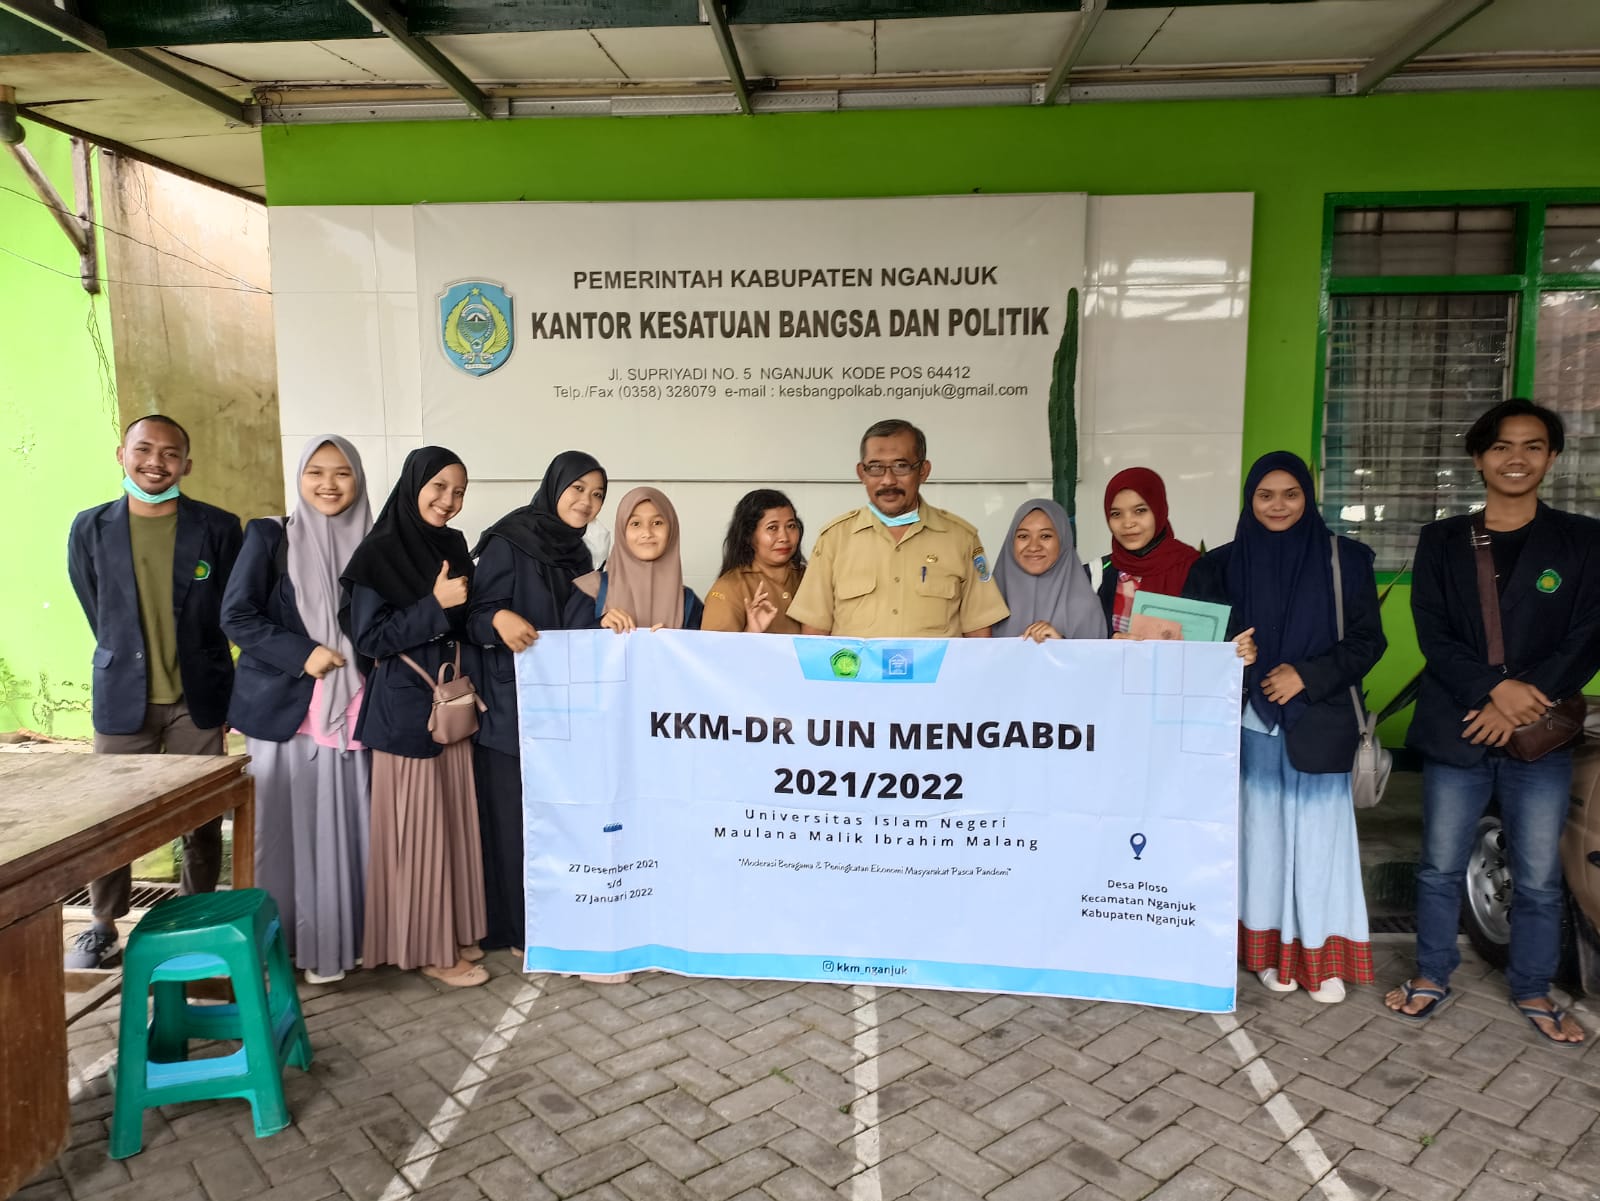 PEMERINTAH KABUPATEN NGANJUK
KANTOR KESATUAN BANGSA DAN POLITIK
Jl. SUPRIYADI NO. 5 NGANJUK KODE POS 64412
Telp./Fax (0358) 328079 e-mail : kesbangpolkab.nganjuk@gmail.com
KKM-DR UIN MENGABDI
2021/2022
Universitas Islam Negeri
Maulana Malik Ibrahim Malang
"Moderasi Beragama & Peningkatan Ekonomi Masyarakat Pasca Pandemi"
27 Desember 2021
s/d
27 Januari 2022
Desa Ploso
Kecamatan Nganjuk
Kabupaten Nganjuk
kkm_nganjuk